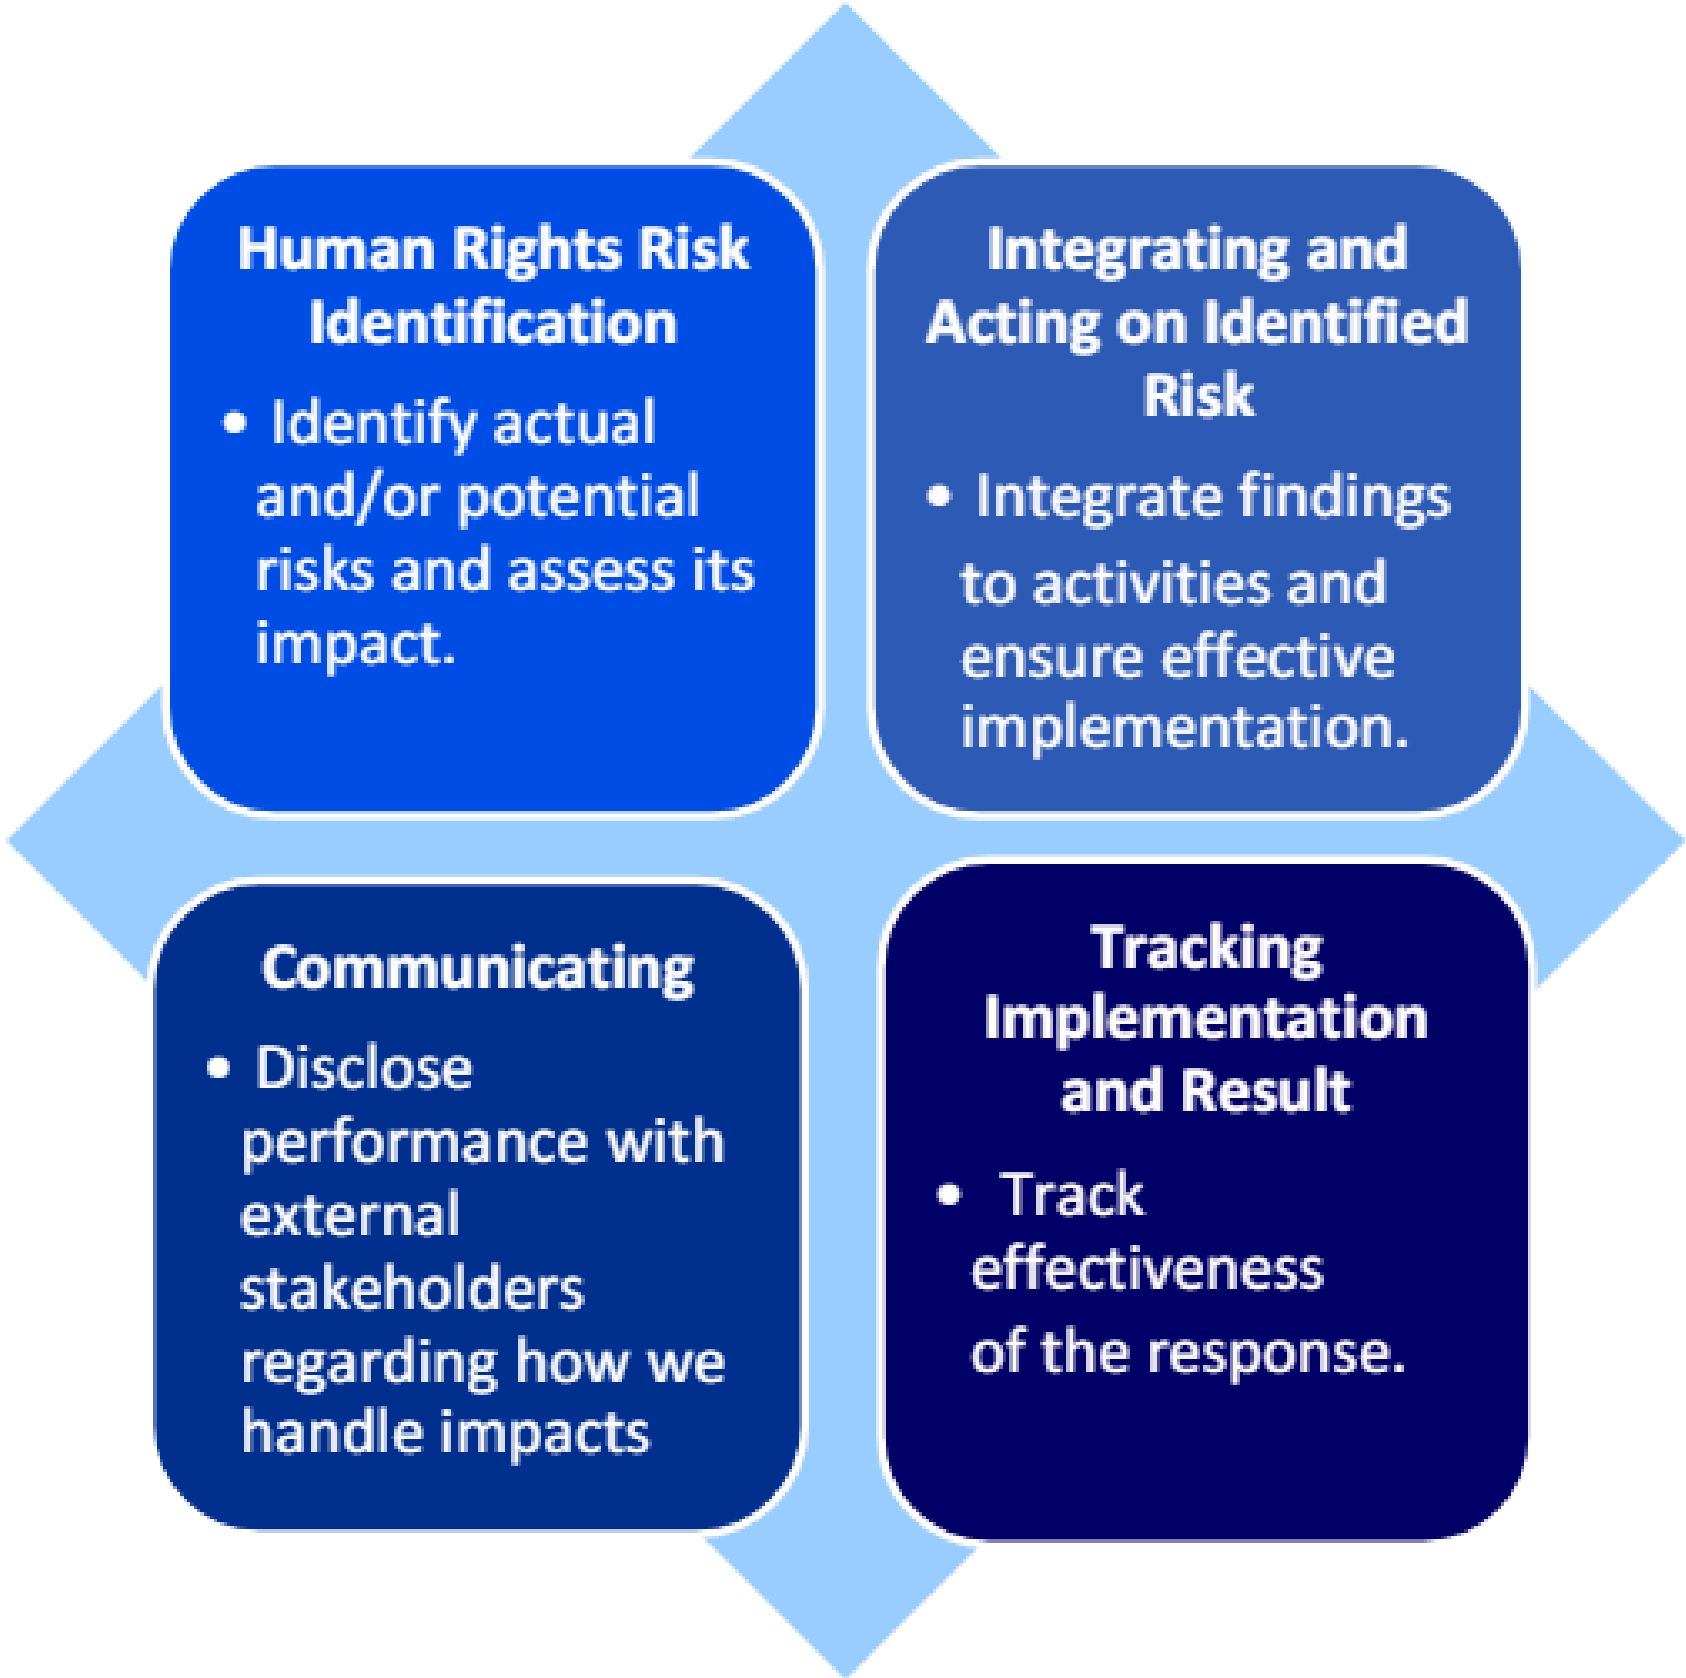 Human Rights Risk
Identification
• Identify actual
and/or potential
risks and assess its
impact.
Integrating and
Acting on Identified
Risk
• Integrate findings
to activities and
ensure effective
implementation.
Communicating
• Disclose
performance with
external
stakeholders
regarding how we
handle impacts
Tracking
Implementation
and Result
• Track
effectiveness
of the response.